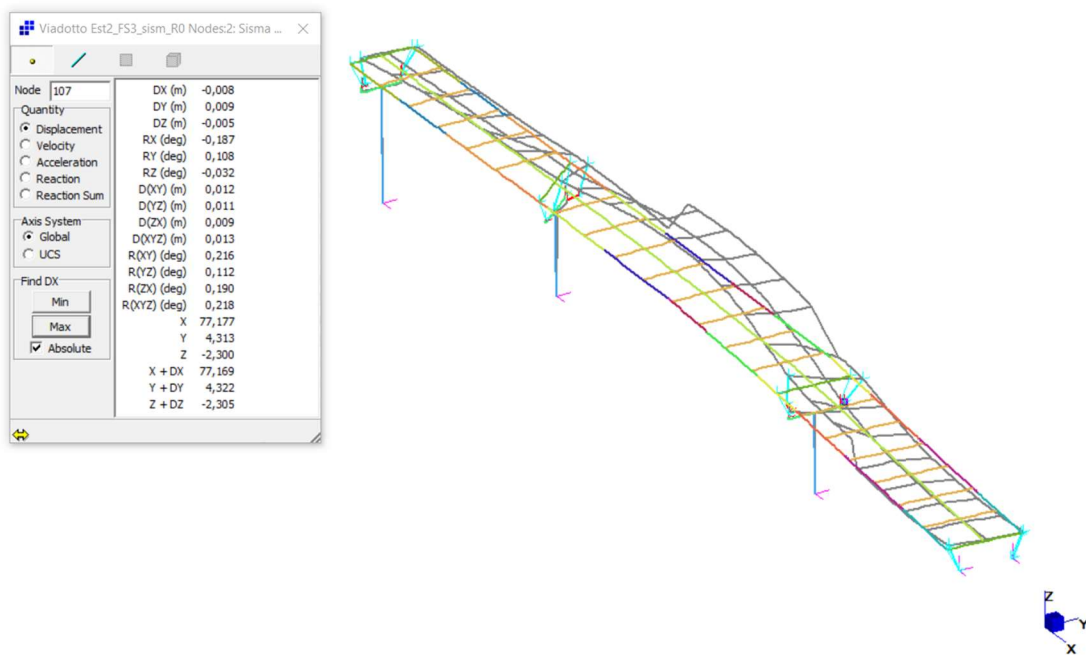 Viadotto Est2_FS3_sism_R0 Nodes:2: Sisma ...
Node 107
Quantity
Displacement
Velocity
Acceleration
Reaction
Reaction Sum
Axis System
Global
UCS
Find DX
Min
Max
Absolute
DX (m) -0,008
DY (m) 0,009
DZ (m) -0,005
RX (deg) -0,187
RY (deg) 0,108
RZ (deg) -0,032
D(XY) (m) 0,012
D(YZ) (m) 0,011
D(ZX) (m) 0,009
D(XYZ) (m) 0,013
R(XY) (deg) 0,216
R(YZ) (deg) 0,112
R(ZX) (deg) 0,190
R(XYZ) (deg) 0,218
X 77,177
Y 4,313
Z -2,300
X + DX 77,169
Y + DY 4,322
Z + DZ -2,305
Z
Y
X